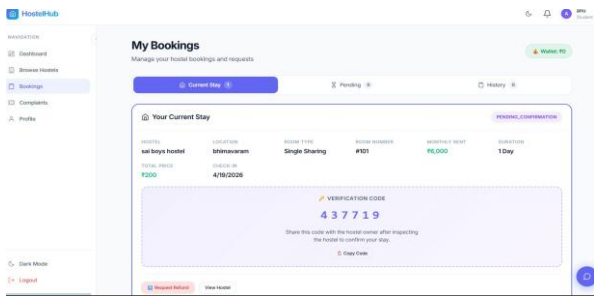 HostelHub
Student
NAVIGATION
Dashboard
Browse Hostels
Bookings
Complaints
Profile
Dark Mode
Logout
My Bookings
Manage your hostel bookings and requests
Wallet: ₹0
Current Stay 1
Pending 0
History 0
Your Current Stay
PENDING_CONFIRMATION
HOSTEL LOCATION ROOM TYPE ROOM NUMBER MONTHLY RENT DURATION
sai boys hostel bhimavaram Single Sharing #101 ₹6,000 1 Day
TOTAL PRICE CHECK IN
₹200 4/19/2026
VERIFICATION CODE
437719
Share this code with the hostel owner after inspecting
the hostel to confirm your stay.
Copy Code
Request Refund View Hostel